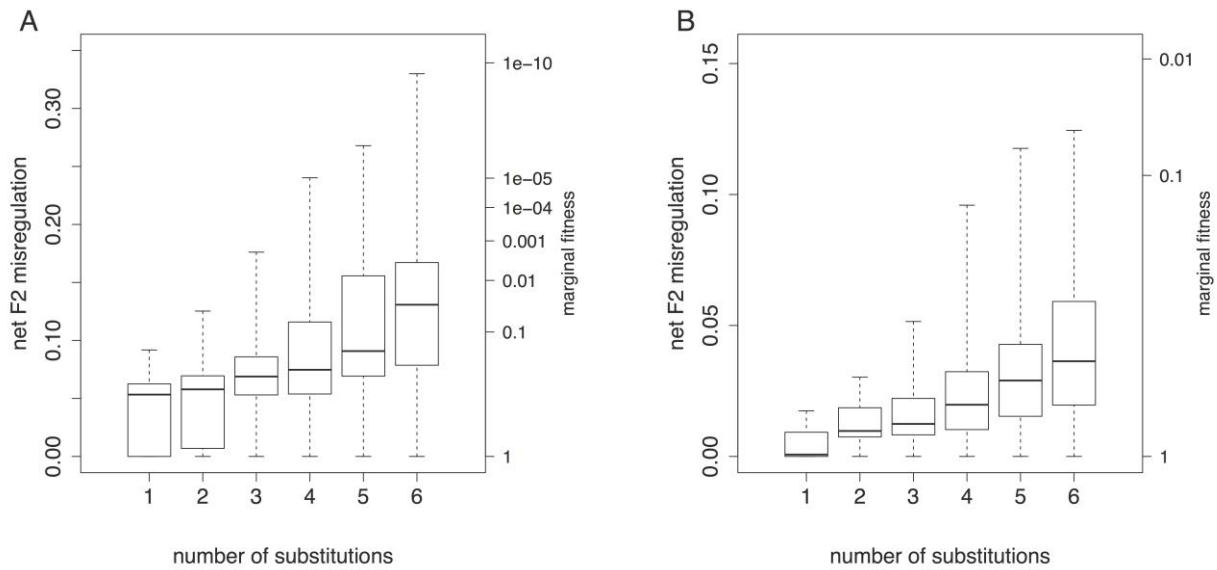 A
net F2 misregulation
0.30
0.20
0.10
0.00
1e−10
1e−05
1e−04
0.001
0.01
0.1
1
marginal fitness
1 2 3 4 5 6
number of substitutions
B
net F2 misregulation
0.15
0.10
0.05
0.00
0.01
0.1
1
marginal fitness
1 2 3 4 5 6
number of substitutions